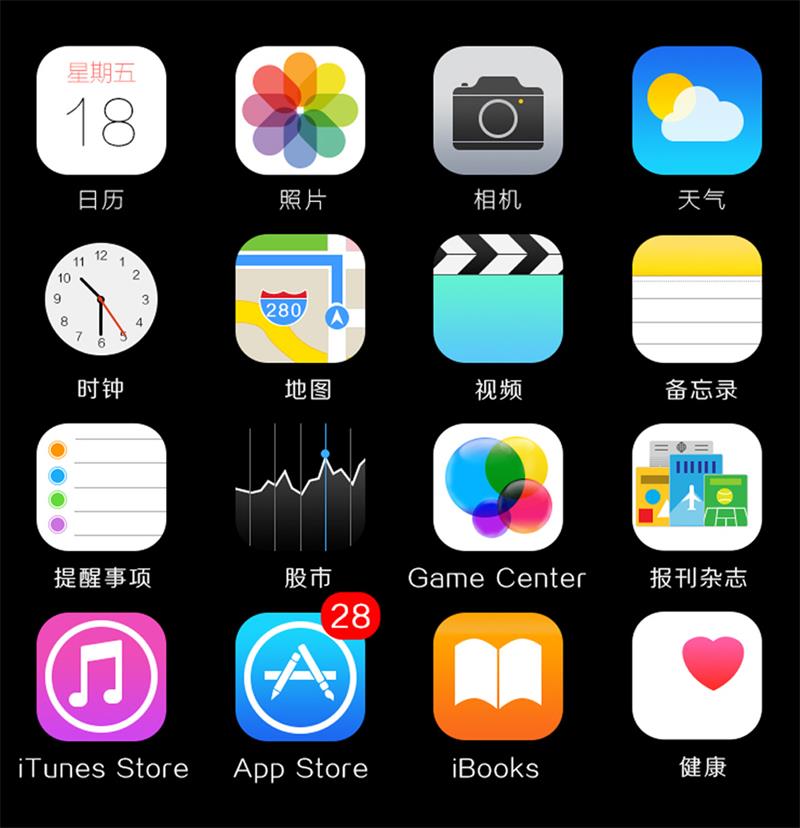 星期五
18
日历
照片
相机
天气
12
11
1
10
2
9
3
8
4
7
5
6
时钟
280
地图
视频
备忘录
提醒事项
股市
Game Center
报刊杂志
28
iTunes Store
App Store
iBooks
健康